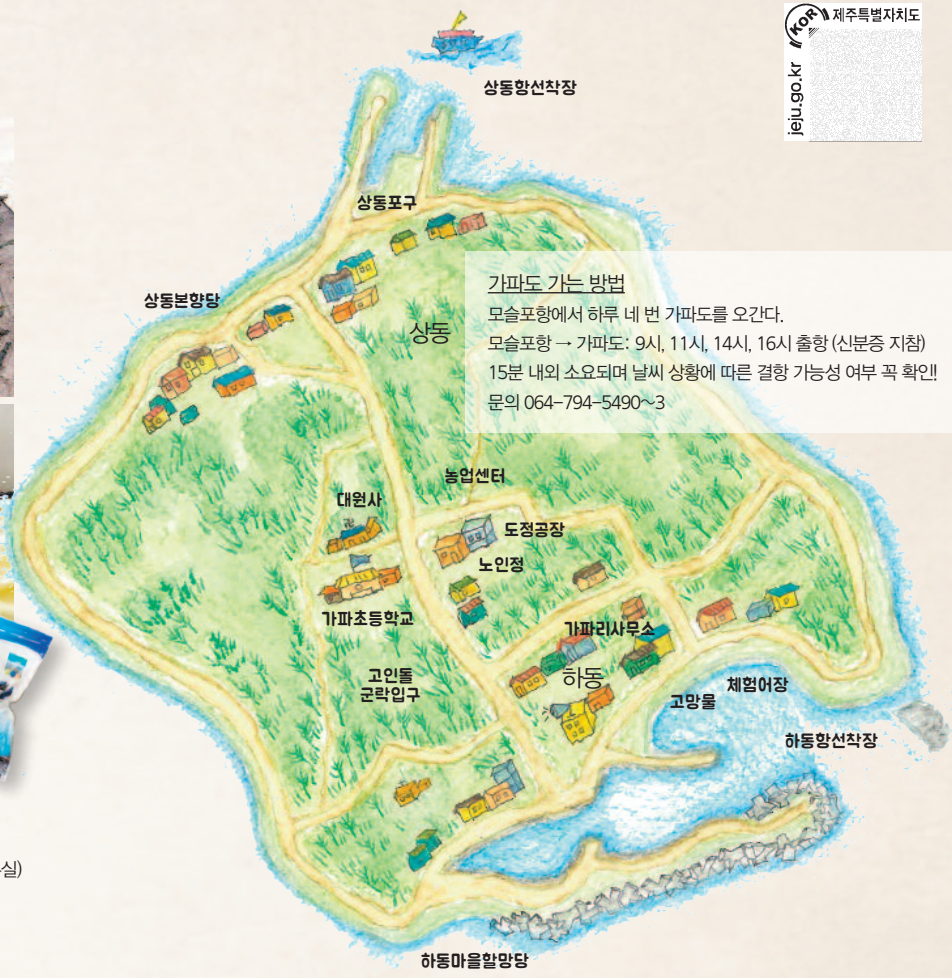 KOR 제주특별자치도
jeju.go.kr
상동항선착장
상동포구
가파도 가는 방법
모슬포항에서 하루 네 번 가파도를 오간다.
모슬포항 → 가파도: 9시, 11시, 14시, 16시 출항 (신분증 지참)
15분 내외 소요되며 날씨 상황에 따른 결항 가능성 여부 꼭 확인!
문의 064-794-5490~3
상동본향당
상동
농업센터
대원사
도정공장
노인정
가파초등학교
가파리사무소
고인돌
군락입구
하동
체험어장
고망물
하동항선착장
실)
하동마을할망당